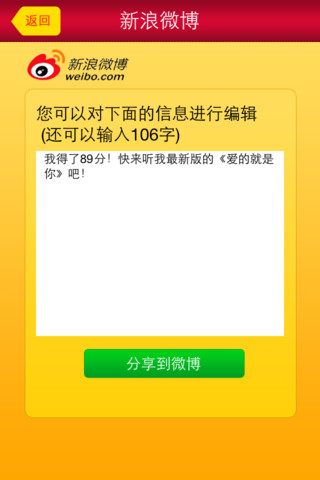 返回
新浪微博
新浪微博
weibo.com
您可以对下面的信息进行编辑
(还可以输入106字)
我得了89分！快来听我最新版的《爱的就是
你》吧！
分享到微博